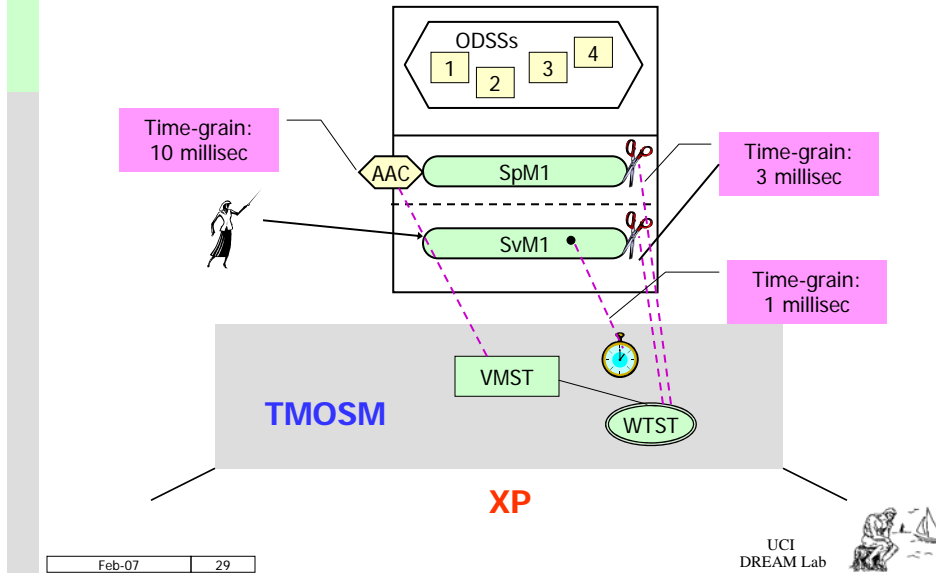 ODSSs
1
2
3
4
Time-grain:
10 millisec
AAC
SpM1
Time-grain:
3 millisec
SvM1
Time-grain:
1 millisec
VMST
TMOSM
WTST
XP
Feb-07
29
UCI
DREAM Lab